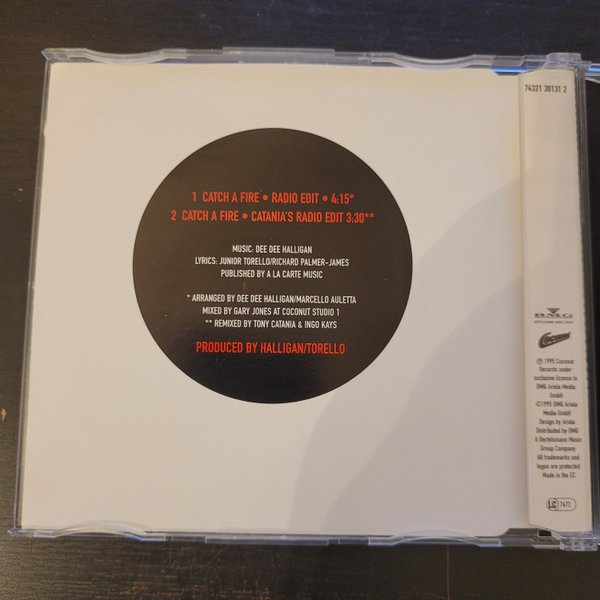 1 CATCH A FIRE • RADIO EDIT • 4:15*
2 CATCH A FIRE • CATANIA'S RADIO EDIT 3:30**
MUSIC: DEE DEE HALLIGAN
LYRICS: JUNIOR TORELLO/RICHARD PALMER-JAMES
PUBLISHED BY A LA CARTE MUSIC
* ARRANGED BY DEE DEE HALLIGAN/MARCELLO AULETTA
MIXED BY GARY JONES AT COCONUT STUDIO 1
** REMIXED BY TONY CATANIA & INGO KAYS
PRODUCED BY HALLIGAN/TORELLO
74321 30131 2
BMG
Coconut
Ⓟ 1995 Coconut
Records under
exclusive license to
BMG Ariola Media
GmbH
©1995 BMG Ariola
Media GmbH
Design by Ariola
Distributed by BMG
A Bertelsmann Music
Group Company
All trademarks and
logos are protected
Made in the EC
LC 7472